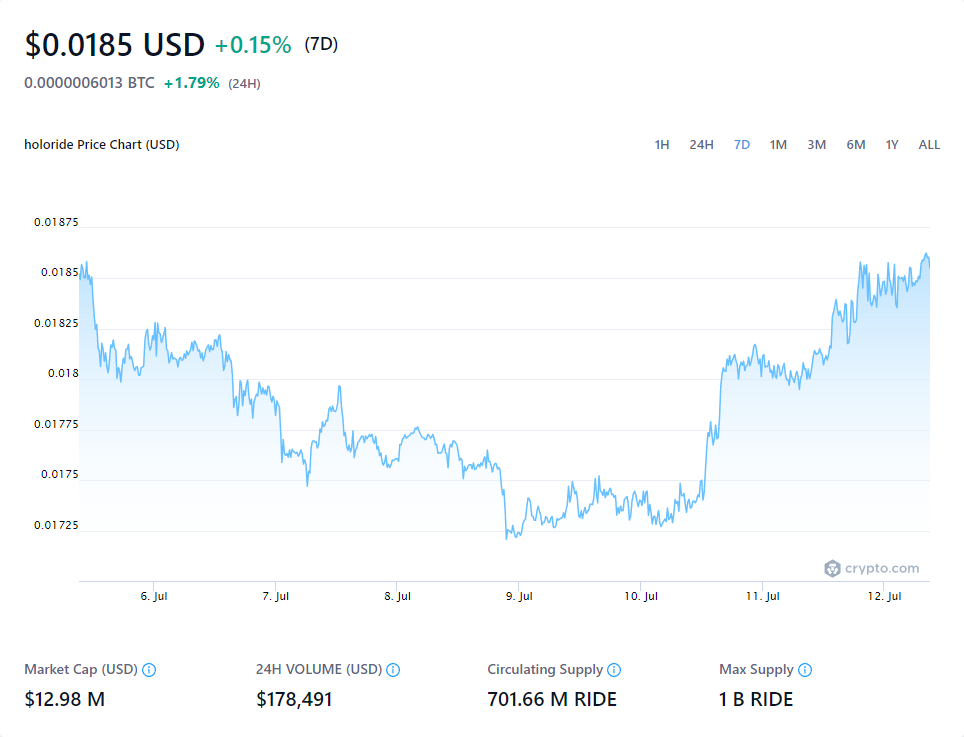 $0.0185 USD +0.15% (7D)
0.0000006013 BTC +1.79% (24H)
holoride Price Chart (USD) 1H 24H 7D 1M 3M 6M 1Y ALL
0.01875
0.0185
0.01825
0.018
0.01775
0.0175
0.01725
crypto.com
6. Jul 7. Jul 8. Jul 9. Jul 10. Jul 11. Jul 12. Jul
Market Cap (USD) 24H VOLUME (USD) Circulating Supply Max Supply
$12.98 M $178,491 701.66 M RIDE 1 B RIDE